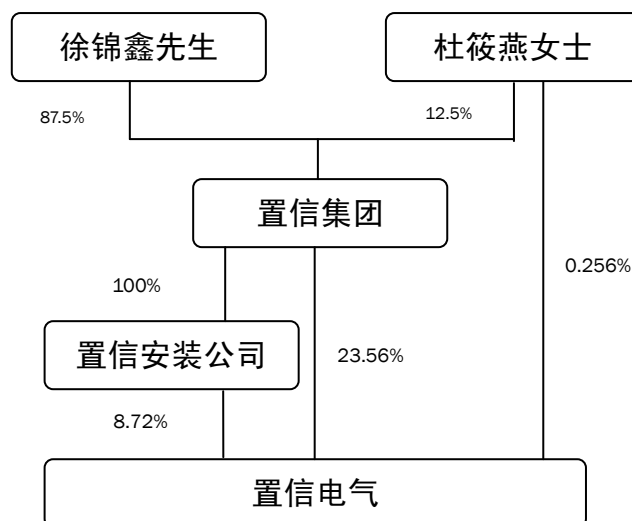 徐锦鑫先生
杜筱燕女士
87.5%
12.5%
置信集团
0.256%
100%
置信安装公司
23.56%
8.72%
置信电气